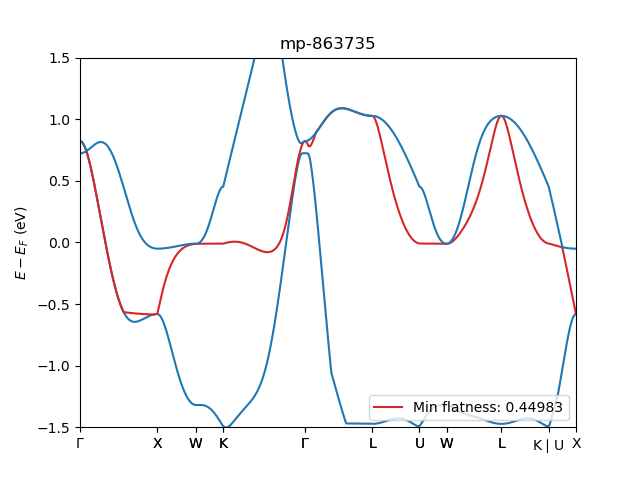 mp-863735
1.5
1.0
0.5
0.0
−0.5
−1.0
−1.5
E − E_F (eV)
Min flatness: 0.44983
Γ X W K Γ L U W L K | U X